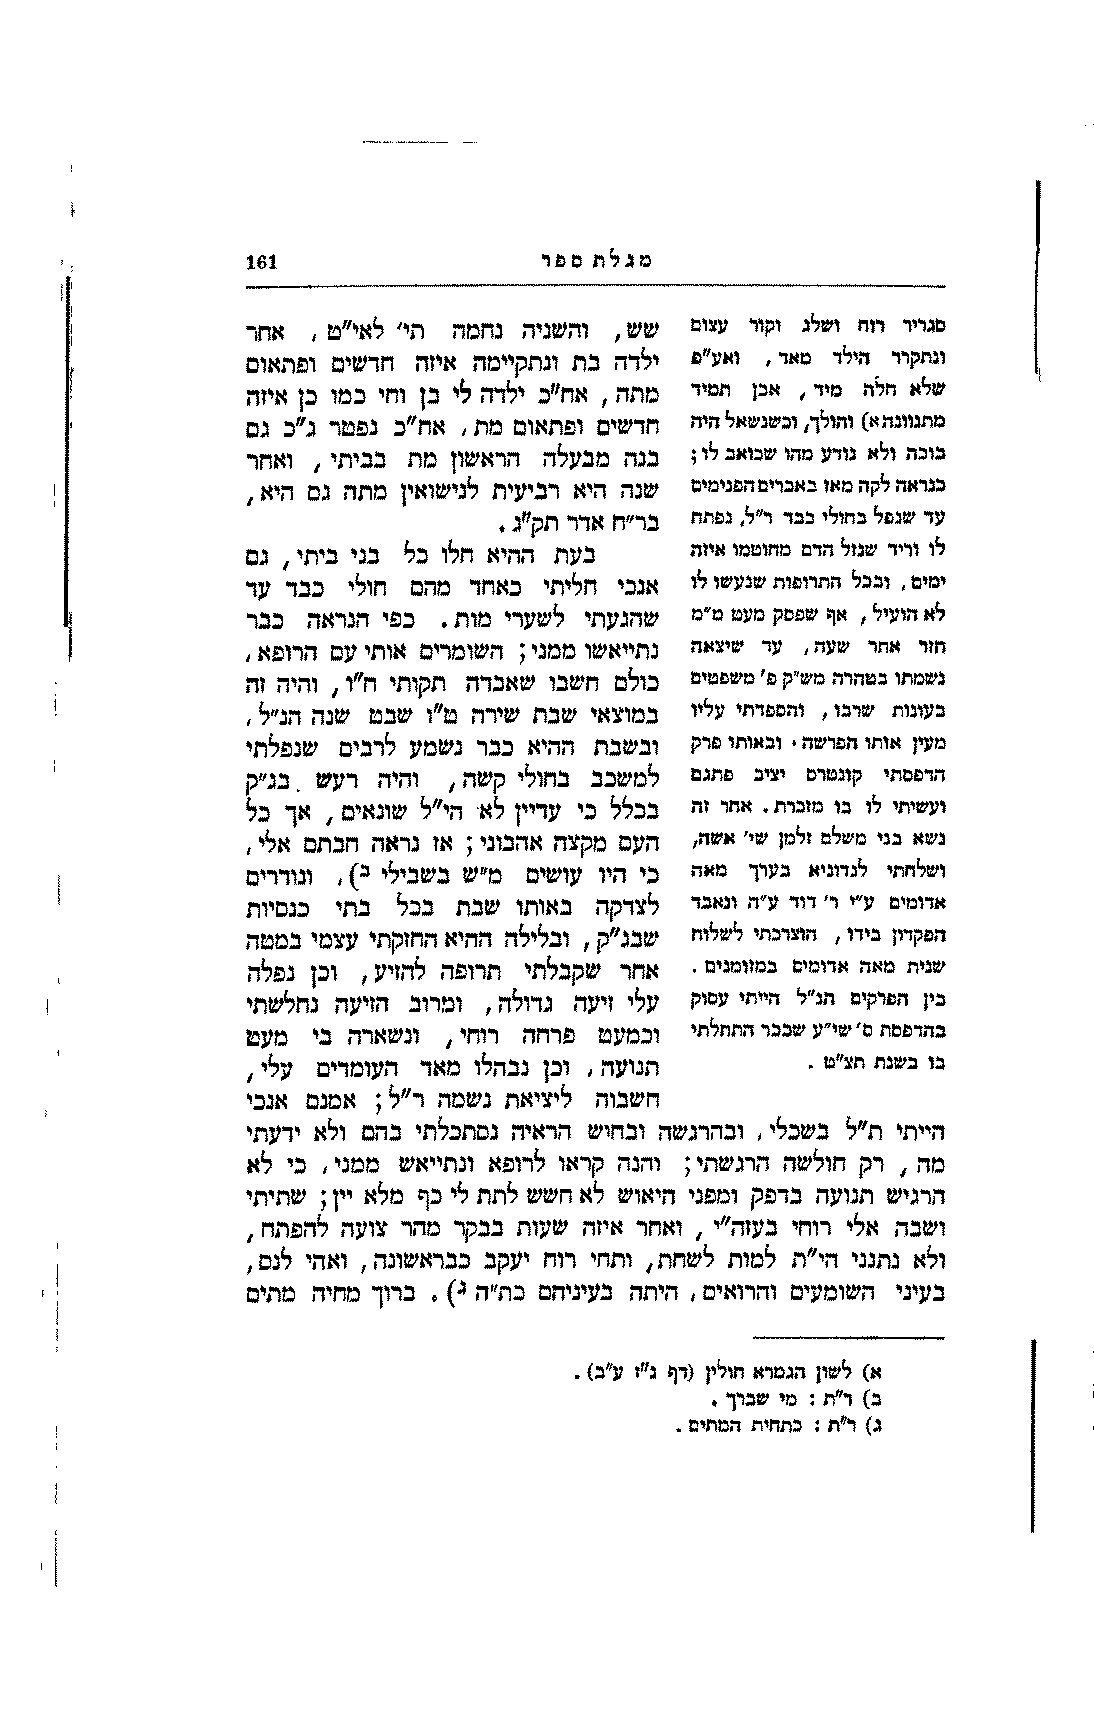 מגלת ספר 161
סגריר רוח ושלג וקור עצום
ונתקרר הילד מאד, ואע"פ
שלא חלה מיד, אבן תמיד
מתנוונה א) והולך, וכשנשאל היה
בוכה ולא נודע מהו שכואב לו;
כנראה לקה מאז באברים הפנימים
עד שנפל בחולי כבד ר"ל, נפתח
לו וריד שנזל הדם מחוטמו איזה
ימים, ובכל התרופות שנעשו לו
לא הועיל, אף שפסק מעט מ"מ
חזר אחר שעה, עד שיצאה
נשמתו בטהרה מש"ק פ' משפטים
בעונות שרבו, והספדתי עליו
מעין אותו הפרשה. ובאותו פרק
הדפסתי קונטרס יציב פתגם
ועשיתי לו בו מזכרת. אחר זה
נשא בני משלם זלמן שי' אשה,
ושלחתי לנדוניא בערך מאה
אדומים ע"י ר' דוד ע"ה ונאבד
הפקדון בידו, הוצרכתי לשלוח
שנית מאה אדומים במזומנים.
בין הפרקים הנ"ל הייתי עסוק
בהדפסת ס' שי"ע שכבר התחלתי
בו בשנת תצ"ט.
שש, והשניה נחמה תי' לאי"ט, אחר
ילדה בת ונתקיימה איזה חדשים ופתאום
מתה, אח"כ ילדה לי בן וחי כמו כן איזה
חדשים ופתאום מת, אח"כ נפטר ג"כ גם
בנה מבעלה הראשון מת בביתי, ואחר
שנה היא רביעית לנישואין מתה גם היא,
בר"ח אדר תק"ג.
בעת ההיא חלו כל בני ביתי, גם
אנכי חליתי כאחד מהם חולי כבד עד
שהגעתי לשערי מות. כפי הנראה כבר
נתייאשו ממני; השומרים אותי עם הרופא,
כולם חשבו שאבדה תקותי ח"ו, והיה זה
במוצאי שבת שירה ט"ו שבט שנה הנ"ל,
ובשבת ההיא כבר נשמע לרבים שנפלתי
למשכב בחולי קשה, והיה רעש בג"ק
בכלל כי עדיין לא הי"ל שונאים, אך כל
העם מקצה אהבוני; אז נראה חבתם אלי,
כי היו עושים מ"ש בשבילי ב), ונודרים
לצדקה באותו שבת בכל בתי כנסיות
שבג"ק, ובלילה ההיא החזקתי עצמי במטה
אחר שקבלתי תרופה להזיע, וכן נפלה
עלי זיעה גדולה, ומרוב הזיעה נחלשתי
וכמעט פרחה רוחי, ונשארה בי מעט
תנועה, וכן נבהלו מאד העומדים עלי,
חשבוה ליציאת נשמה ר"ל; אמנם אנכי
הייתי ת"ל בשכלי, ובהרגשה ובחוש הראיה נסתכלתי בהם ולא ידעתי
מה, רק חולשה הרגשתי; והנה קראו לרופא ונתייאש ממני, כי לא
הרגיש תנועה בדפק ומפני היאוש לא חשש לתת לי כף מלא יין; שתיתי
ושבה אלי רוחי בעזה"י, ואחר איזה שעות בבקר מהר צועה להפתח,
ולא נתנני הי"ת למות לשחת, ותחי רוח יעקב כבראשונה, ואהי לנם,
בעיני השומעים והרואים, היתה בעיניהם כת"ה ג). ברוך מחיה מתים
א) לשון הגמרא חולין (דף נ"ז ע"ב).
ב) ר"ת: מי שברך.
ג) ר"ת: כתחית המתים.